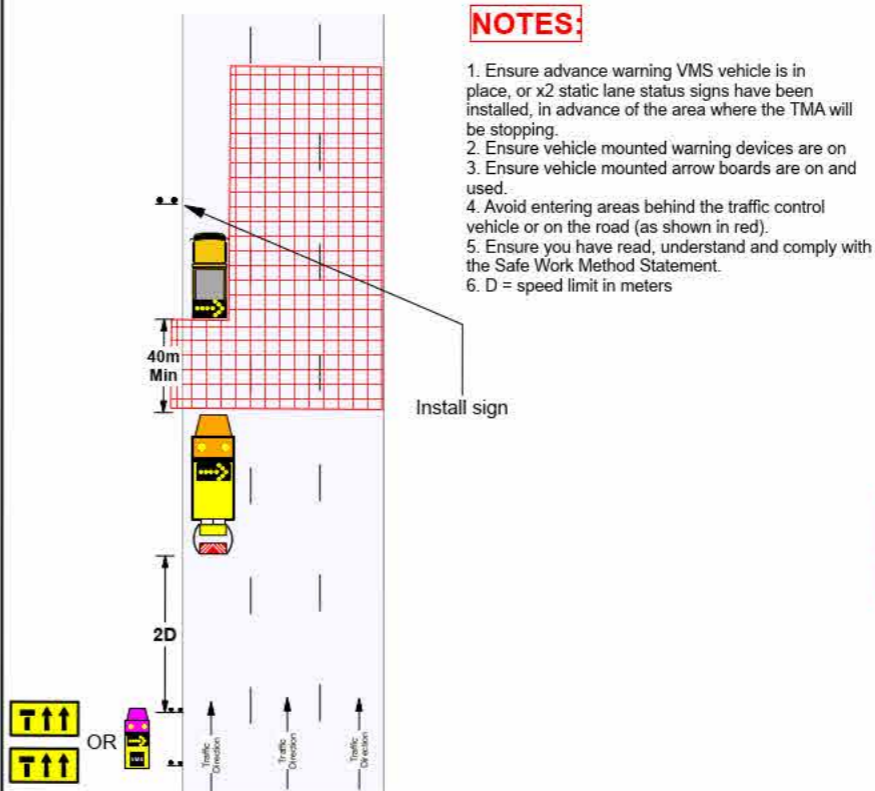 NOTES:
1. Ensure advance warning VMS vehicle is in
place, or x2 static lane status signs have been
installed, in advance of the area where the TMA will
be stopping.
2. Ensure vehicle mounted warning devices are on
3. Ensure vehicle mounted arrow boards are on and
used.
4. Avoid entering areas behind the traffic control
vehicle or on the road (as shown in red).
5. Ensure you have read, understand and comply with
the Safe Work Method Statement.
6. D = speed limit in meters
40m
Min
Install sign
2D
OR
VMS
Traffic
Direction
Traffic
Direction
Traffic
Direction